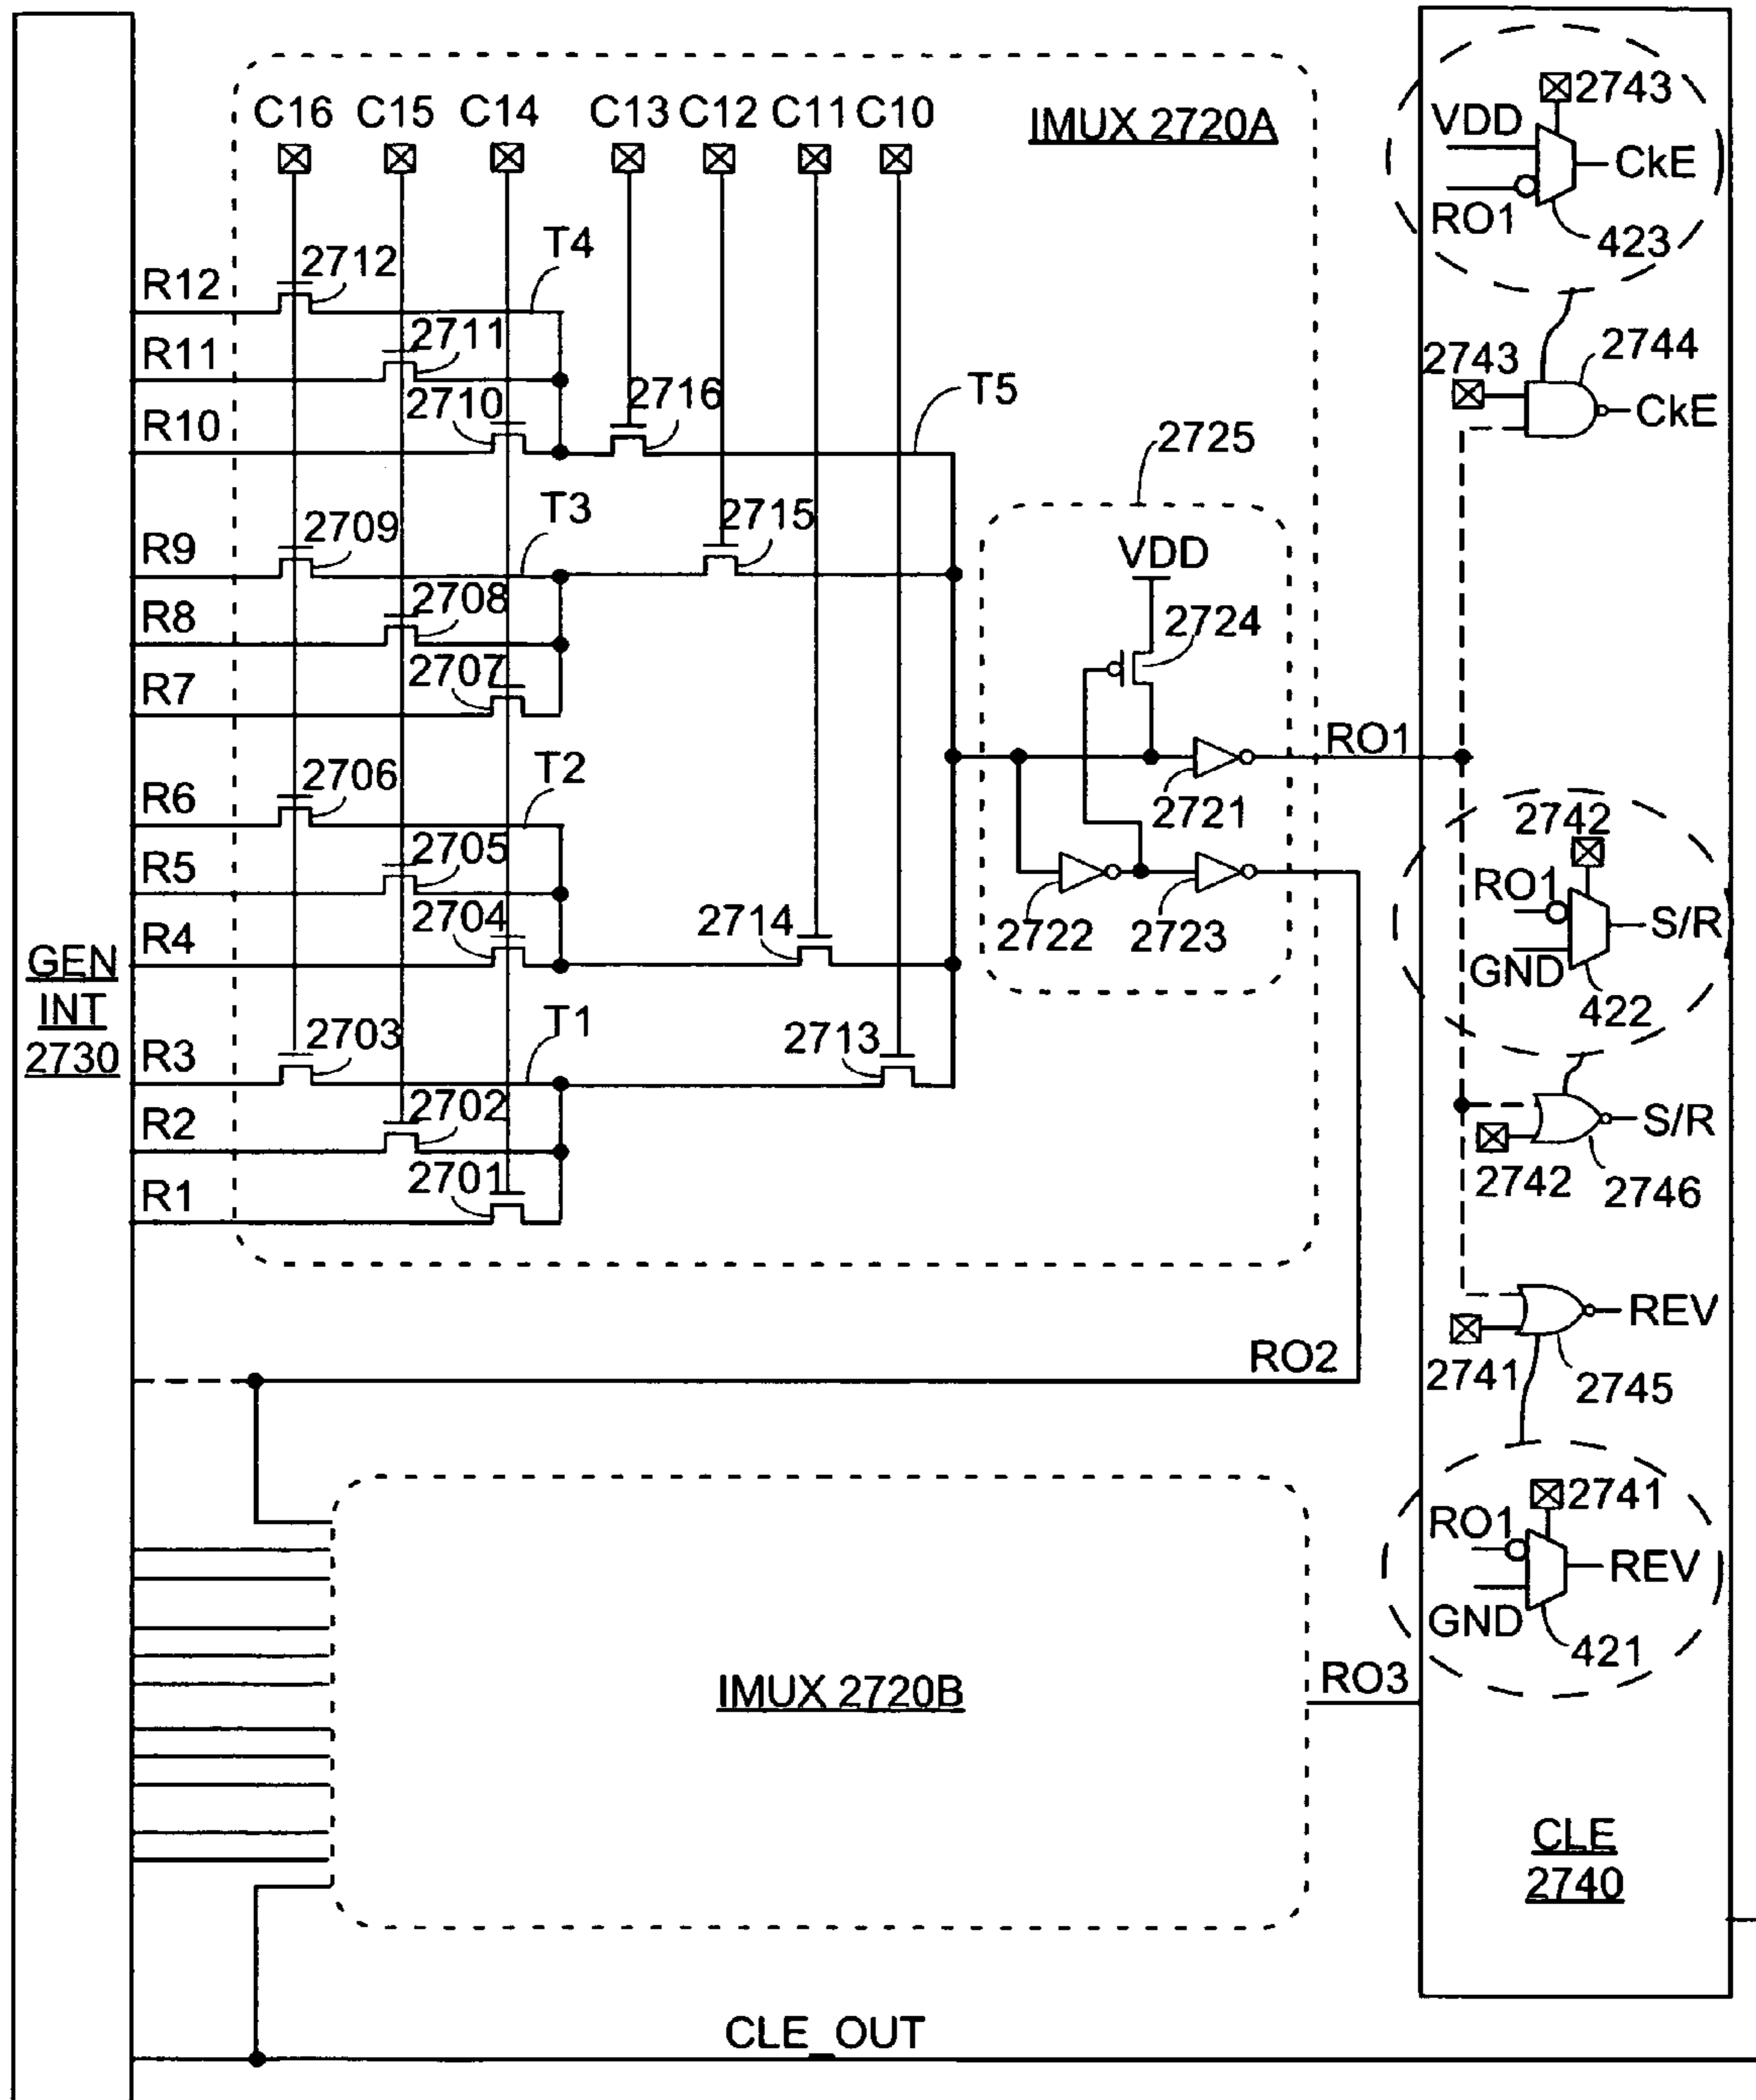 C16 C15 C14 C13 C12 C11 C10
IMUX 2720A
2743
VDD
CkE
RO1
423
R12
2712
T4
R11
2711
R10
2710
2716
T5
2743
2744
CkE
2725
R9
2709
T3
2715
VDD
R8
2708
2724
R7
2707
RO1
R6
2706
T2
2721
2742
R5
2705
RO1
S/R
R4
2704
2714
2722
2723
GND
422
GEN
INT
2730
R3
2703
T1
2713
R2
2702
S/R
2742
2746
R1
2701
REV
RO2
2741
2745
2741
RO1
REV
GND
421
IMUX 2720B
RO3
CLE
2740
CLE_OUT